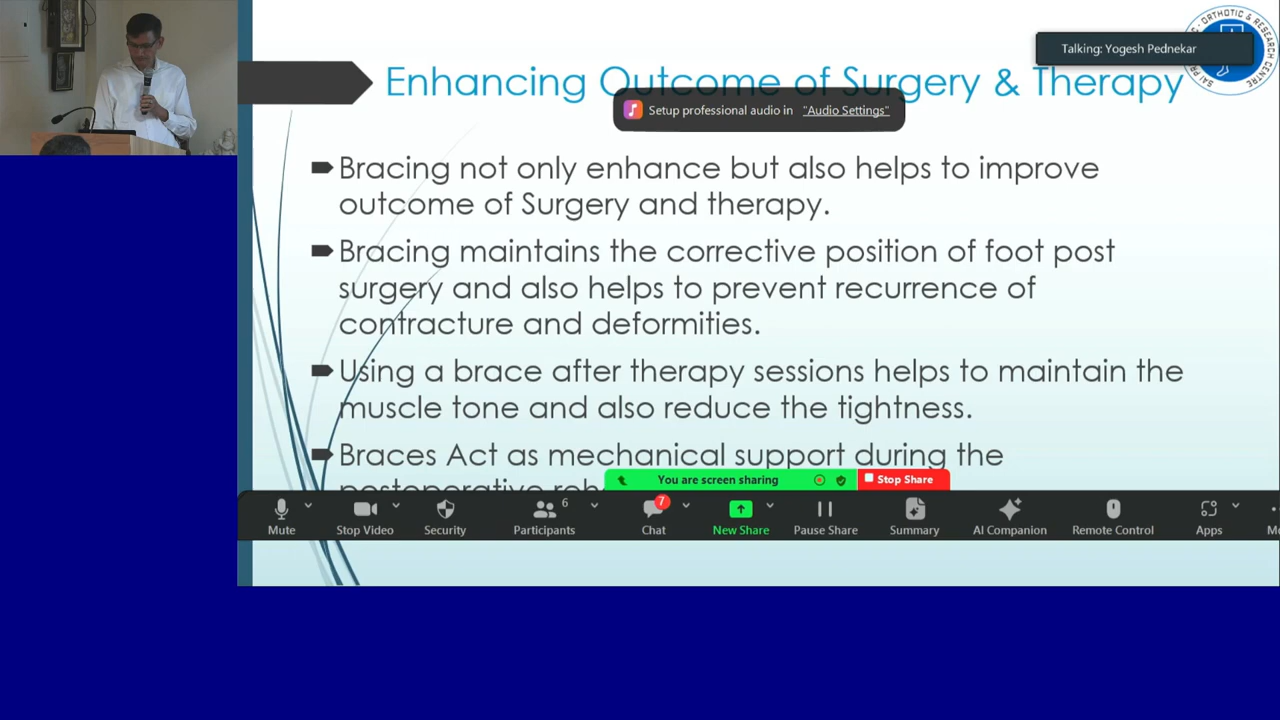 Talking: Yogesh Pednekar
ORTHOTIC & RESEARCH CENTRE
Enhancing Outcome of Surgery & Therapy
Setup professional audio in "Audio Settings"
Bracing not only enhance but also helps to improve
outcome of Surgery and therapy.
Bracing maintains the corrective position of foot post
surgery and also helps to prevent recurrence of
contracture and deformities.
Using a brace after therapy sessions helps to maintain the
muscle tone and also reduce the tightness.
Braces Act as mechanical support during the
You are screen sharing
Stop Share
6
7
Mute
Stop Video
Security
Participants
Chat
New Share
Pause Share
Summary
AI Companion
Remote Control
Apps